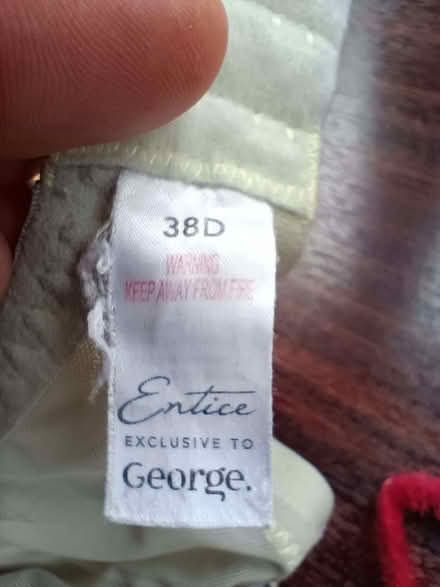 38D
WARNING
KEEP AWAY FROM FIRE
Entice
EXCLUSIVE TO
George.